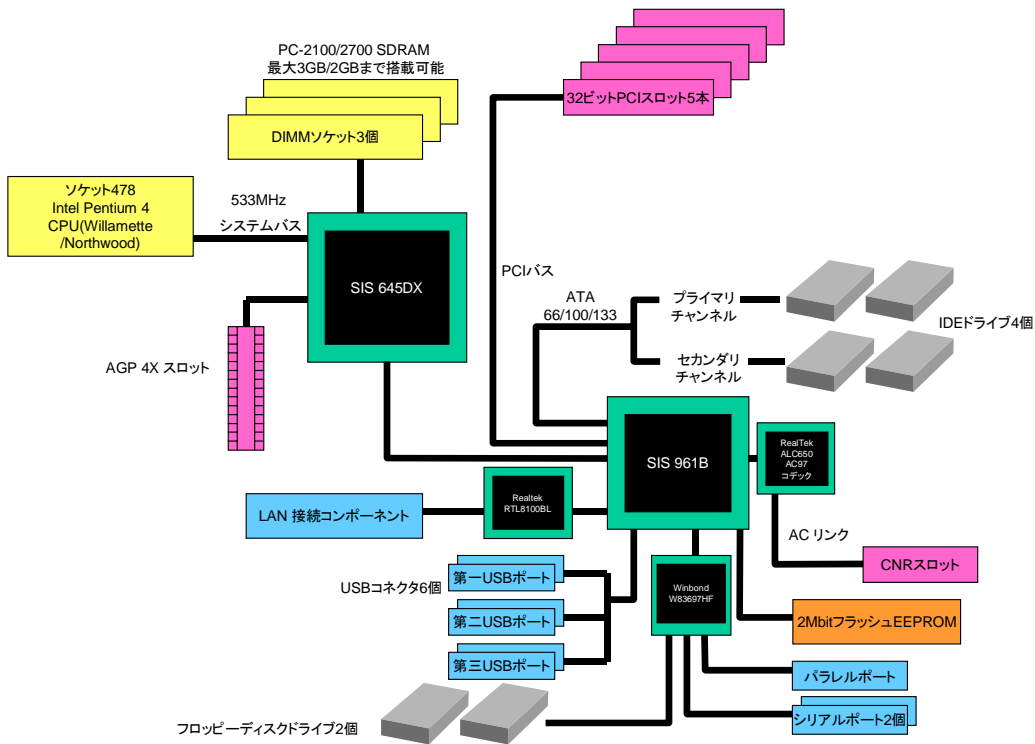 PC-2100/2700 SDRAM
最大3GB/2GBまで搭載可能
DIMMソケット3個
32ビットPCIスロット5本
ソケット478
Intel Pentium 4
CPU(Willamette
/Northwood)
533MHz
システムバス
SIS 645DX
AGP 4X スロット
PCIバス
ATA
66/100/133
プライマリ
チャンネル
セカンダリ
チャンネル
IDEドライブ4個
SIS 961B
RealTek
ALC650
AC97
コデック
Realtek
RTL8100BL
LAN 接続コンポーネント
AC リンク
CNRスロット
USBコネクタ6個
第一USBポート
第二USBポート
第三USBポート
Winbond
W83697HF
2MbitフラッシュEEPROM
パラレルポート
シリアルポート2個
フロッピーディスクドライブ2個